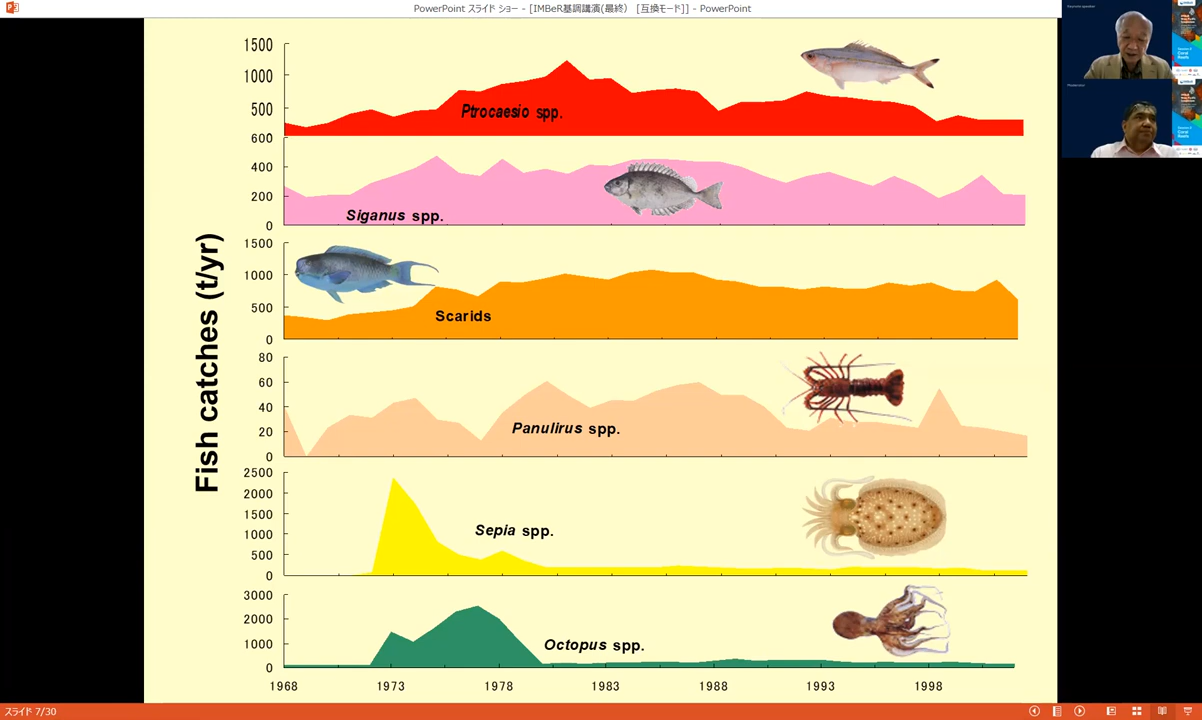 PowerPoint スライド ショー - [IMBeR基調講演(最終） [互換モード]] - PowerPoint
Keynote speaker
Moderator
Fish catches (t/yr)
1500
1000
500
Ptrocaesio spp.
600
400
200
0
Siganus spp.
1500
1000
500
0
Scarids
80
60
40
20
0
Panulirus spp.
2500
2000
1500
1000
500
0
Sepia spp.
3000
2000
1000
0
Octopus spp.
1968 1973 1978 1983 1988 1993 1998
スライド 7/30